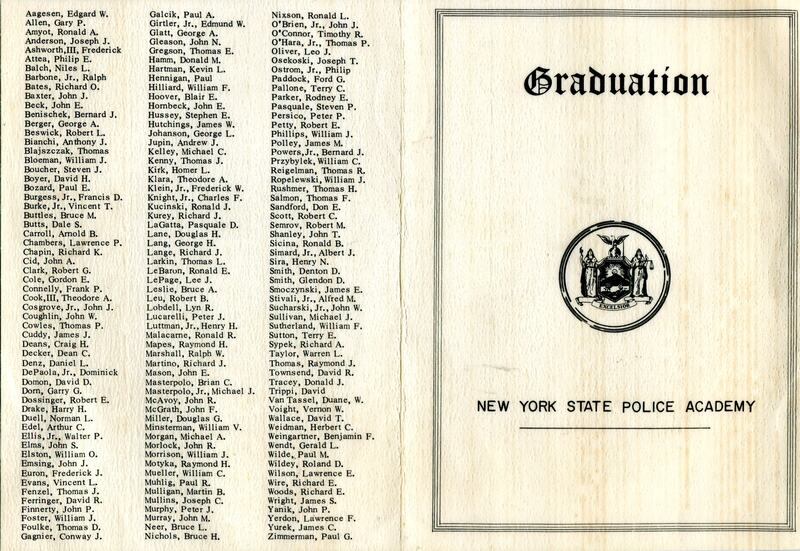 Aagesen, Edgard W.
Allen, Gary P.
Amyot, Ronald A.
Anderson, Joseph J.
Ashworth,III, Frederick
Attea, Philip E.
Balch, Niles L.
Barbone, Jr., Ralph
Bates, Richard O.
Baxter, John J.
Beck, John E.
Benischek, Bernard J.
Berger, George A.
Beswick, Robert L.
Bianchi, Anthony J.
Blajszczak, Thomas
Bloeman, William J.
Boucher, Steven J.
Boyer, David H.
Bozard, Paul E.
Burgess, Jr., Francis D.
Burke, Jr., Vincent T.
Buttles, Bruce M.
Butts, Dale S.
Carroll, Arnold B.
Chambers, Lawrence P.
Chapin, Richard K.
Cid, John A.
Clark, Robert G.
Cole, Gordon E.
Connelly, Frank P.
Cook,III, Theodore A.
Cosgrove, Jr., John J.
Coughlin, John W.
Cowles, Thomas P.
Cuddy, James J.
Deans, Craig H.
Decker, Dean C.
Denz, Daniel L.
DePaola, Jr., Dominick
Domon, David D.
Dorn, Garry G.
Dossinger, Robert E.
Drake, Harry H.
Duell, Norman L.
Edel, Arthur C.
Ellis, Jr., Walter P.
Elms, John S.
Elston, William O.
Emsing, John J.
Euron, Frederick J.
Evans, Vincent L.
Fenzel, Thomas J.
Ferringer, David R.
Finnerty, John P.
Foster, William J.
Foulke, Thomas D.
Gagnier, Conway J.
Galcik, Paul A.
Girtler, Jr., Edmund W.
Glatt, George A.
Gleason, John N.
Gregson, Thomas E.
Hamm, Donald M.
Hartman, Kevin L.
Hennigan, Paul
Hilliard, William F.
Hoover, Blair E.
Hornbeck, John E.
Hussey, Stephen E.
Hutchings, James W.
Johanson, George L.
Jupin, Andrew J.
Kelley, Michael C.
Kenny, Thomas J.
Kirk, Homer L.
Klara, Theodore A.
Klein, Jr., Frederick W.
Knight, Jr., Charles F.
Kucinski, Ronald J.
Kurey, Richard J.
LaGatta, Pasquale D.
Lane, Douglas H.
Lang, George H.
Lange, Richard J.
Larkin, Thomas L.
LeBaron, Ronald E.
LePage, Lee J.
Leslie, Bruce A.
Leu, Robert B.
Lobdell, Lyn R.
Lucarelli, Peter J.
Luttman, Jr., Henry H.
Malacarne, Ronald R.
Mapes, Raymond H.
Marshall, Ralph W.
Martino, Richard J.
Mason, John E.
Masterpolo, Brian C.
Masterpolo, Jr., Michael J.
McAvoy, John R.
McGrath, John F.
Miller, Douglas G.
Minsterman, William V.
Morgan, Michael A.
Morlock, John R.
Morrison, William J.
Motyka, Raymond H.
Mueller, William C.
Muhlig, Paul R.
Mulligan, Martin B.
Mullins, Joseph C.
Murphy, Peter J.
Murray, John M.
Neer, Bruce L.
Nichols, Bruce H.
Nixson, Ronald L.
O'Brien, Jr., John J.
O'Connor, Timothy R.
O'Hara, Jr., Thomas P.
Oliver, Leo J.
Osekoski, Joseph T.
Ostrom, Jr., Philip
Paddock, Ford G.
Pallone, Terry C.
Parker, Rodney E.
Pasquale, Steven P.
Persico, Peter P.
Petty, Robert E.
Phillips, William J.
Polley, James M.
Powers, Jr., Bernard J.
Przybylek, William C.
Reigelman, Thomas R.
Ropelewski, William J.
Rushmer, Thomas H.
Salmon, Thomas F.
Sandford, Don E.
Scott, Robert C.
Semrov, Robert M.
Shanley, John T.
Sicina, Ronald B.
Simard, Jr., Albert J.
Sira, Henry N.
Smith, Denton D.
Smith, Glendon D.
Smoczynski, James E.
Stivali, Jr., Alfred M.
Sucharski, Jr., John W.
Sullivan, Michael J.
Sutherland, William F.
Sutton, Terry E.
Sypek, Richard A.
Taylor, Warren L.
Thomas, Raymond J.
Townsend, David R.
Tracey, Donald J.
Trippi, David
Van Tassel, Duane, W.
Voight, Vernon W.
Wallace, David T.
Weidman, Herbert C.
Weingartner, Benjamin F.
Wendt, Gerald L.
Wilde, Paul M.
Wildey, Roland D.
Wilson, Lawrence E.
Wire, Richard E.
Woods, Richard E.
Wright, James S.
Yanik, John P.
Yerdon, Lawrence F.
Yurek, James C.
Zimmerman, Paul G.
Graduation
EXCELSIOR
NEW YORK STATE POLICE ACADEMY